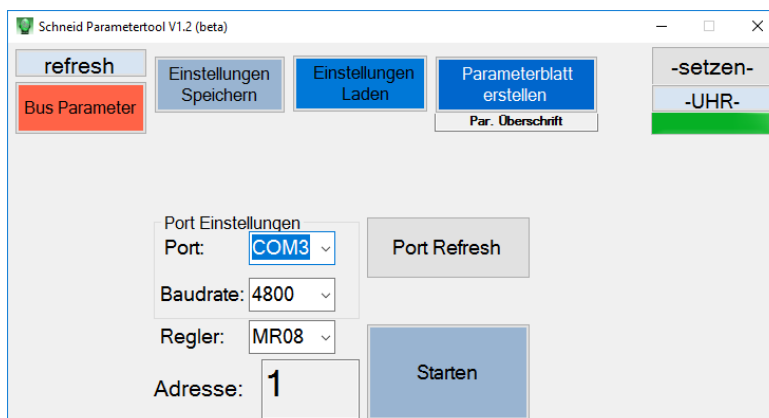 Schneid Parametertool V1.2 (beta)
refresh
Bus Parameter
Einstellungen
Speichern
Einstellungen
Laden
Parameterblatt
erstellen
Par. Überschrift
-setzen-
-UHR-
Port Einstellungen
Port:
COM3
Port Refresh
Baudrate:
4800
Regler:
MR08
Adresse:
1
Starten